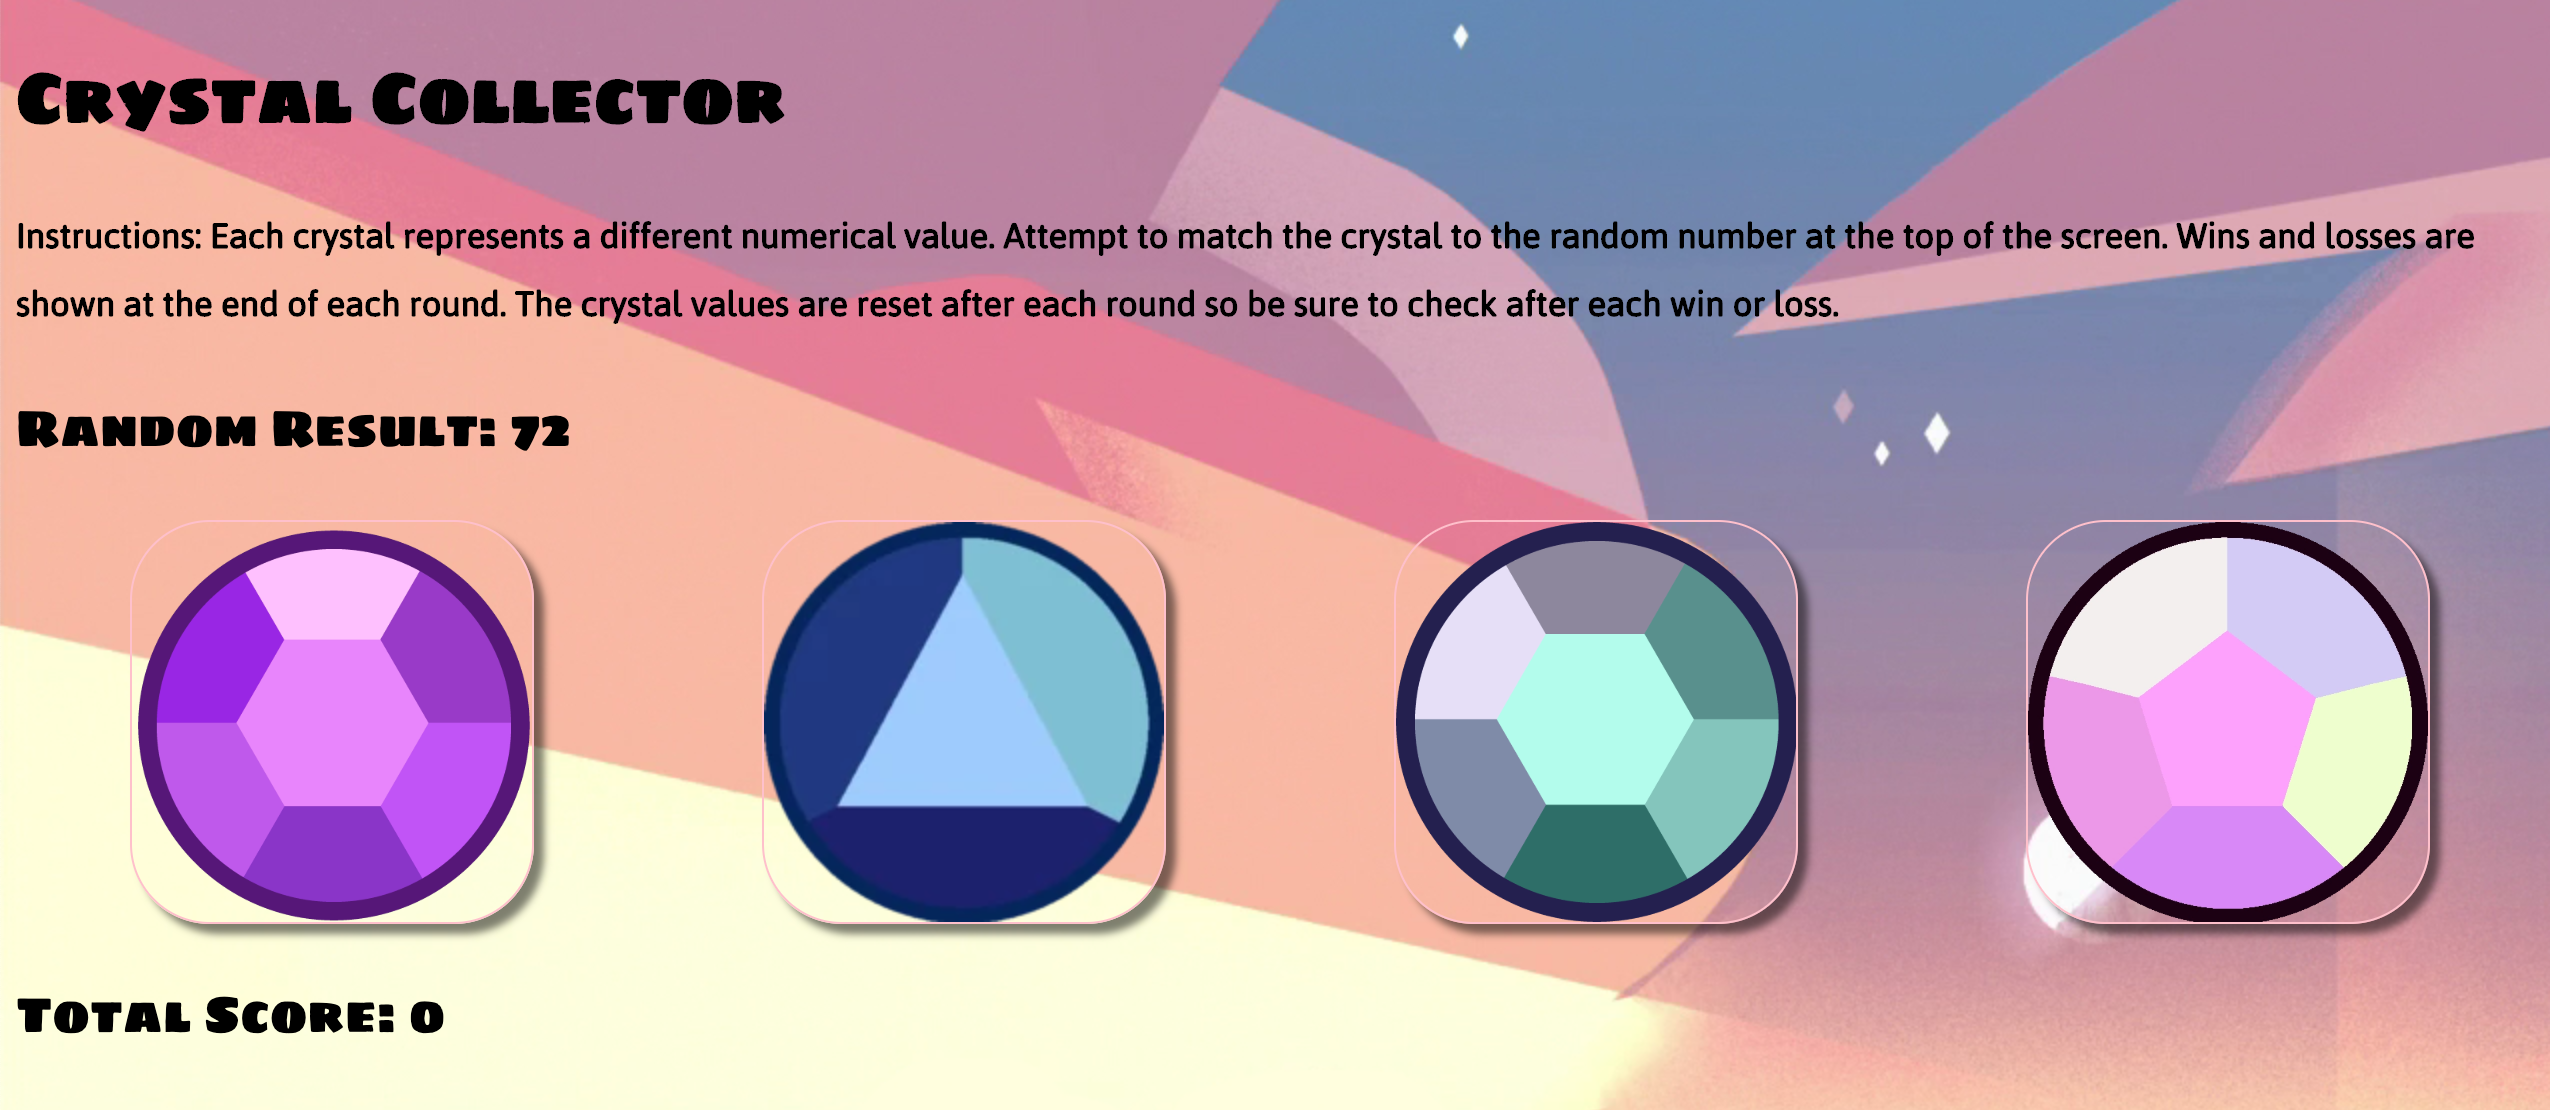 Crystal Collector
Instructions: Each crystal represents a different numerical value. Attempt to match the crystal to the random number at the top of the screen. Wins and losses are
shown at the end of each round. The crystal values are reset after each round so be sure to check after each win or loss.
Random Result: 72
Total Score: 0